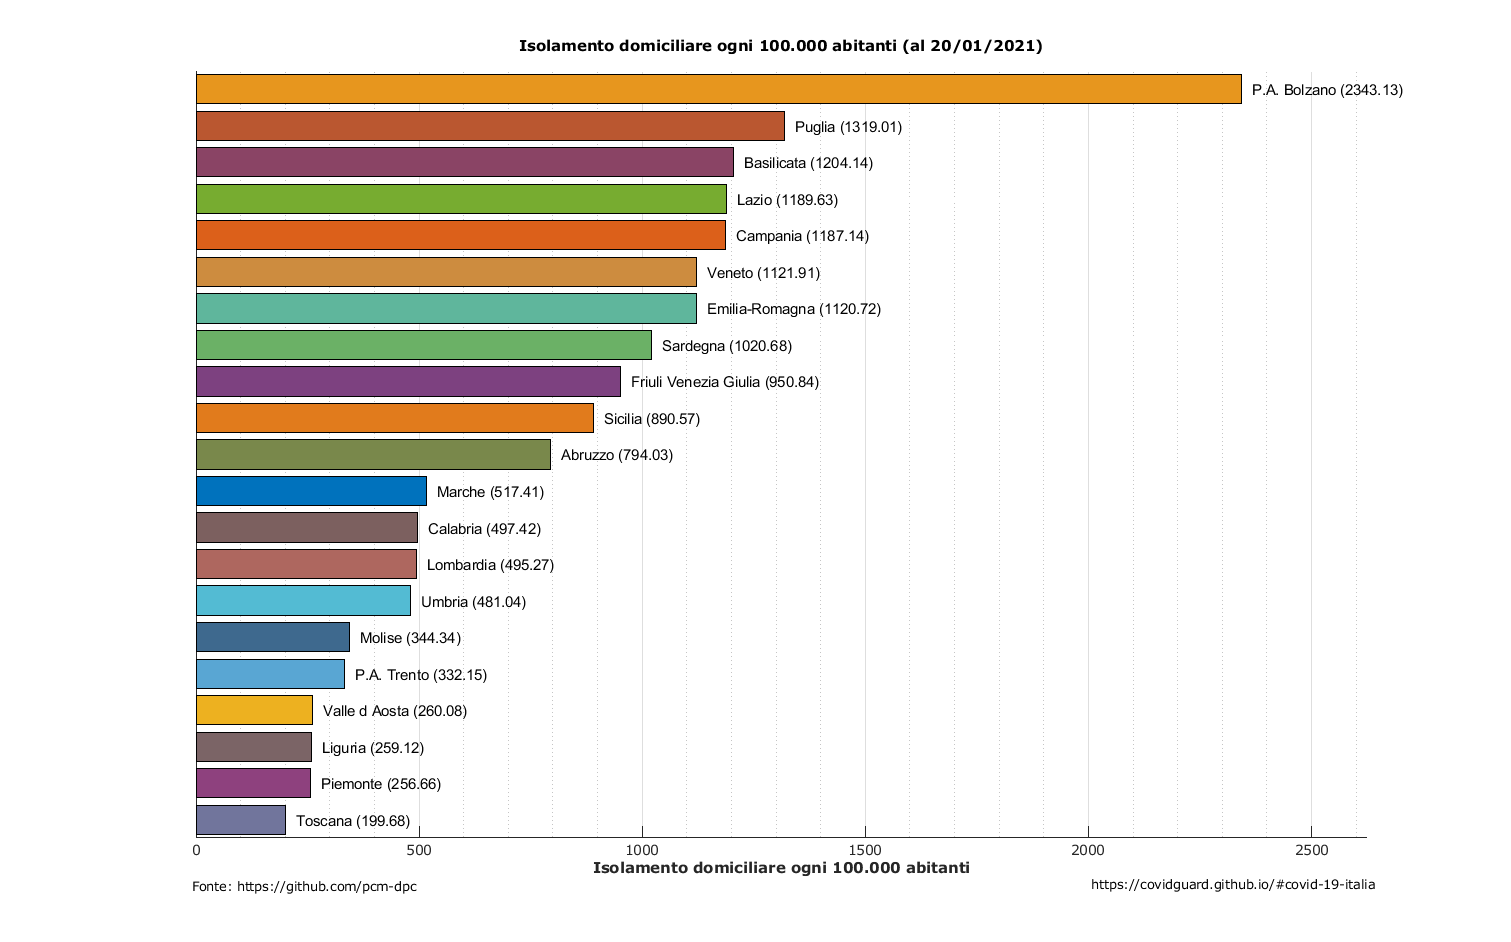 Isolamento domiciliare ogni 100.000 abitanti (al 20/01/2021)
P.A. Bolzano (2343.13)
Puglia (1319.01)
Basilicata (1204.14)
Lazio (1189.63)
Campania (1187.14)
Veneto (1121.91)
Emilia-Romagna (1120.72)
Sardegna (1020.68)
Friuli Venezia Giulia (950.84)
Sicilia (890.57)
Abruzzo (794.03)
Marche (517.41)
Calabria (497.42)
Lombardia (495.27)
Umbria (481.04)
Molise (344.34)
P.A. Trento (332.15)
Valle d Aosta (260.08)
Liguria (259.12)
Piemonte (256.66)
Toscana (199.68)
0 500 1000 1500 2000 2500
Isolamento domiciliare ogni 100.000 abitanti
Fonte: https://github.com/pcm-dpc
https://covidguard.github.io/#covid-19-italia